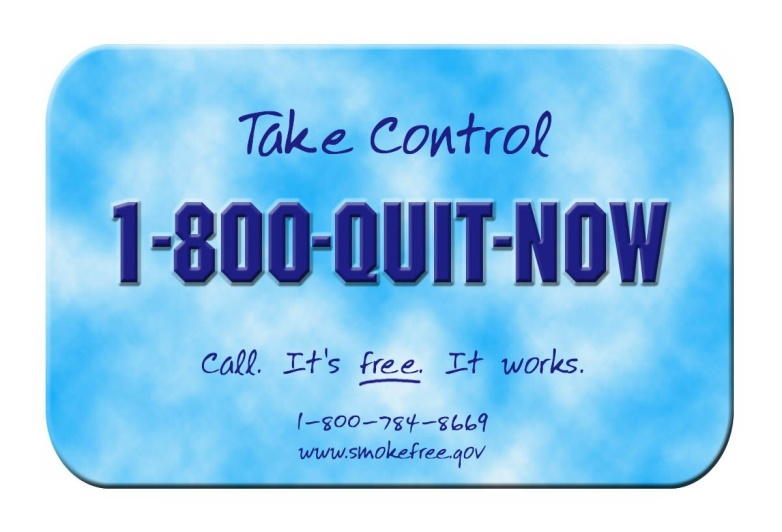 Take Control
1-800-QUIT-NOW
Call. It's free. It works.
1-800-784-8669
www.smokefree.gov